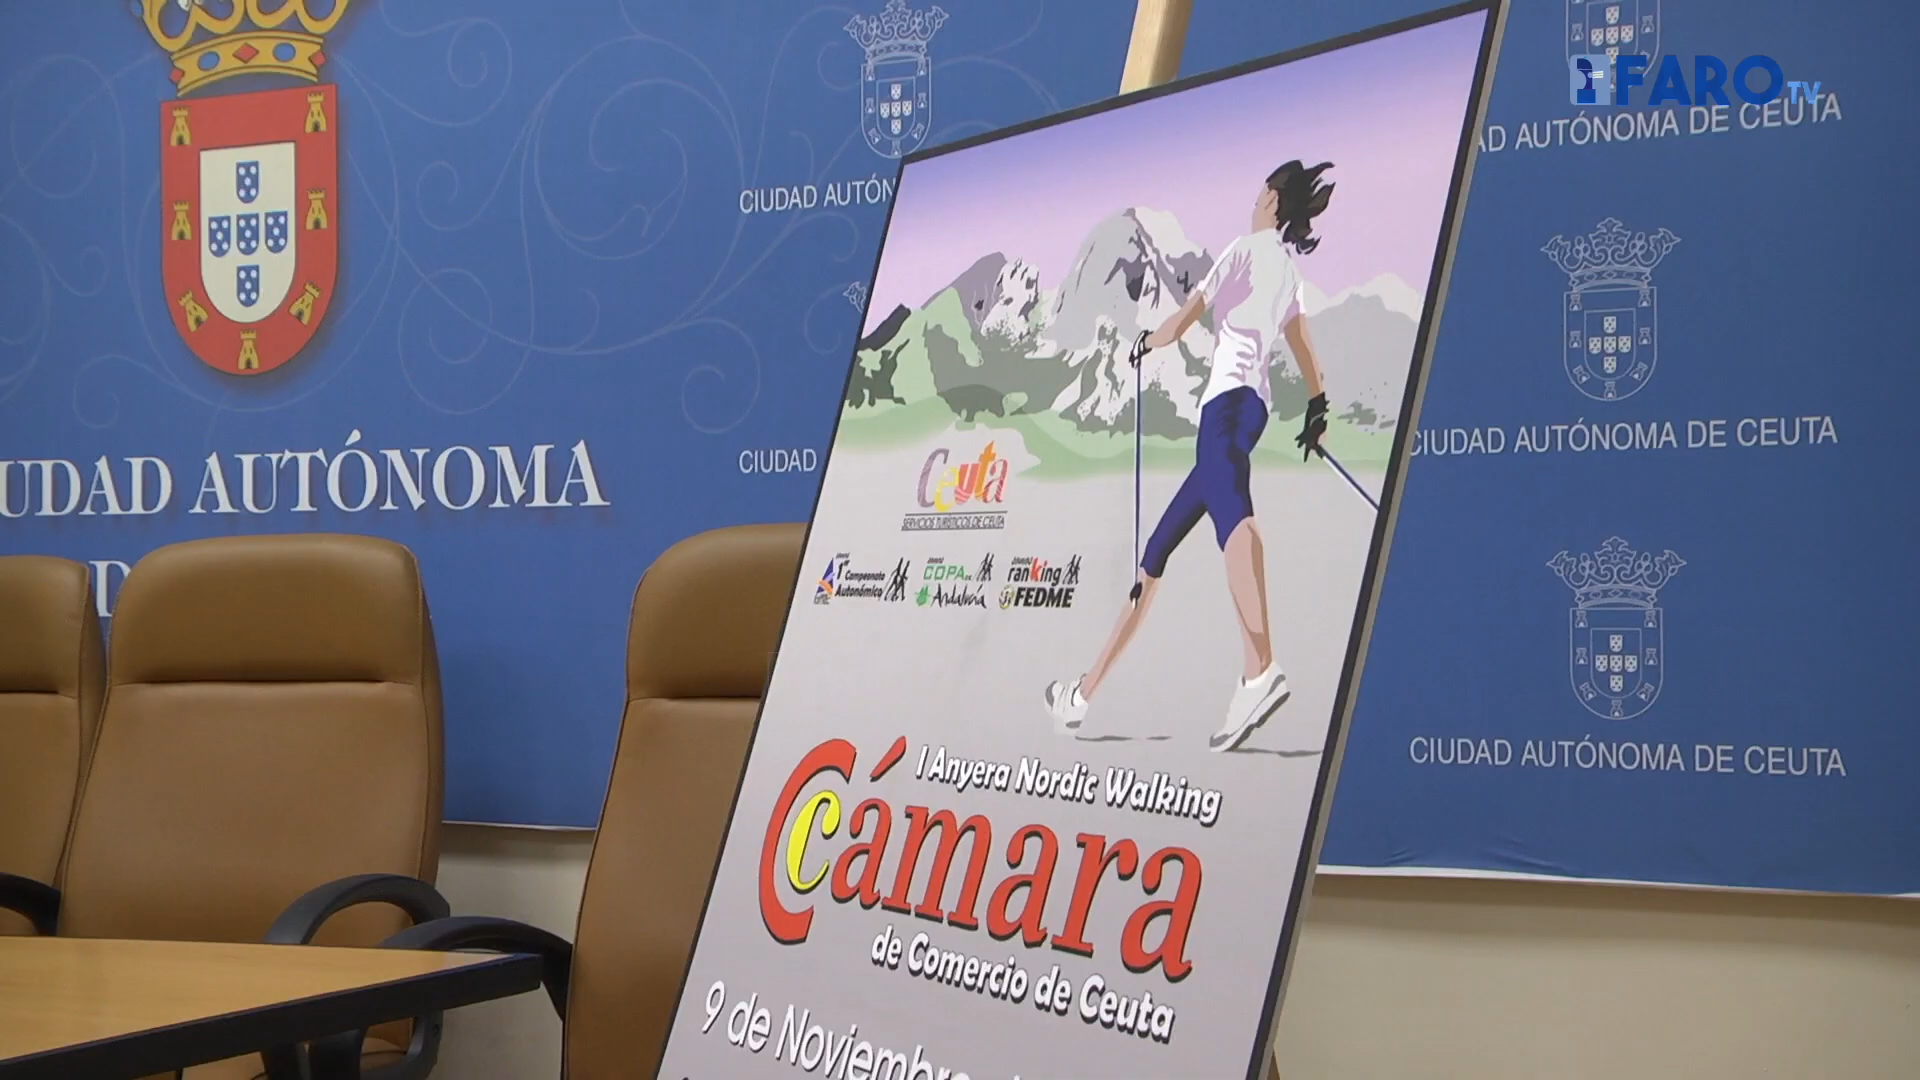 FARO TV
CIUDAD AUTÓNOMA DE CEUTA
CIUDAD
CIUDAD AUTÓNOMA DE CEUTA
CIUDAD AUTÓNOMA DE CEUTA
UDAD AUTÓNOMA
Ceuta
SERVICIOS TURÍSTICOS DE CEUTA
1er Campeonato
Autonómico
COPA DE
Andalucía
ranking
FEDME
I Anyera Nordic Walking
Cámara
de Comercio de Ceuta
9 de Noviembre